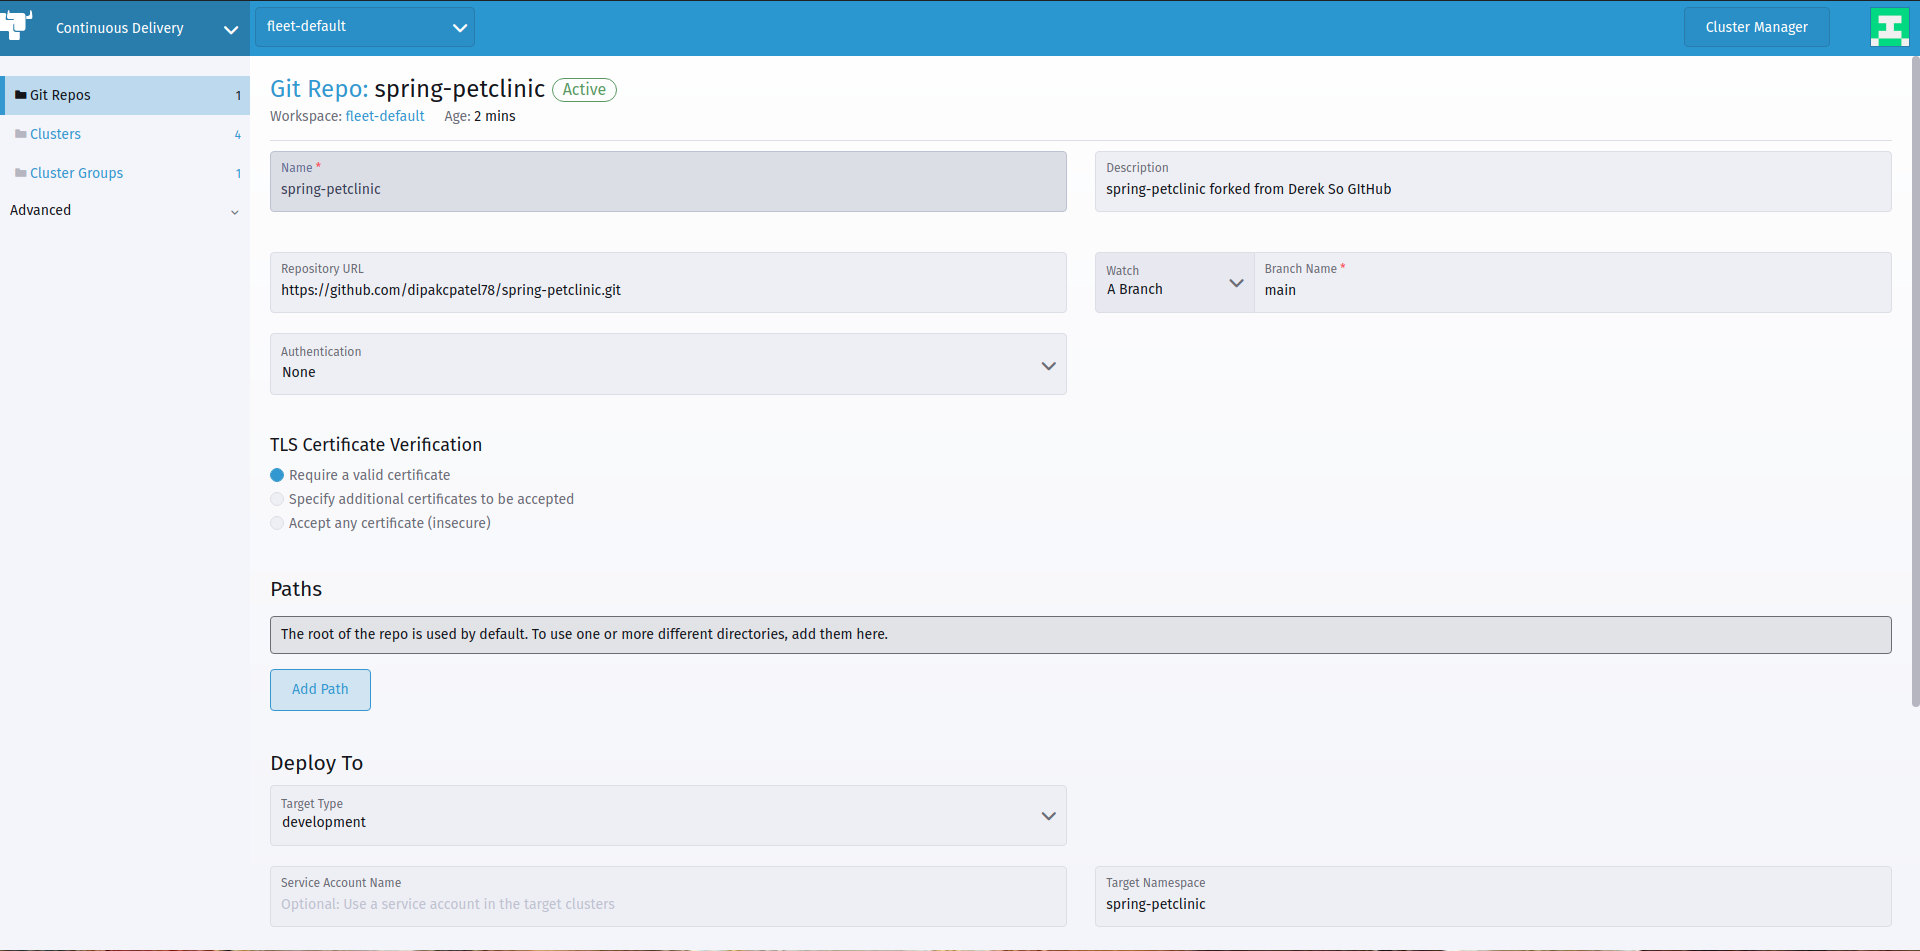 Continuous Delivery
fleet-default
Cluster Manager
Git Repos 1
Clusters 4
Cluster Groups 1
Advanced
Git Repo: spring-petclinic Active
Workspace: fleet-default Age: 2 mins
Name *
spring-petclinic
Description
spring-petclinic forked from Derek So GItHub
Repository URL
https://github.com/dipakcpatel78/spring-petclinic.git
Watch
A Branch
Branch Name *
main
Authentication
None
TLS Certificate Verification
Require a valid certificate
Specify additional certificates to be accepted
Accept any certificate (insecure)
Paths
The root of the repo is used by default. To use one or more different directories, add them here.
Add Path
Deploy To
Target Type
development
Service Account Name
Optional: Use a service account in the target clusters
Target Namespace
spring-petclinic